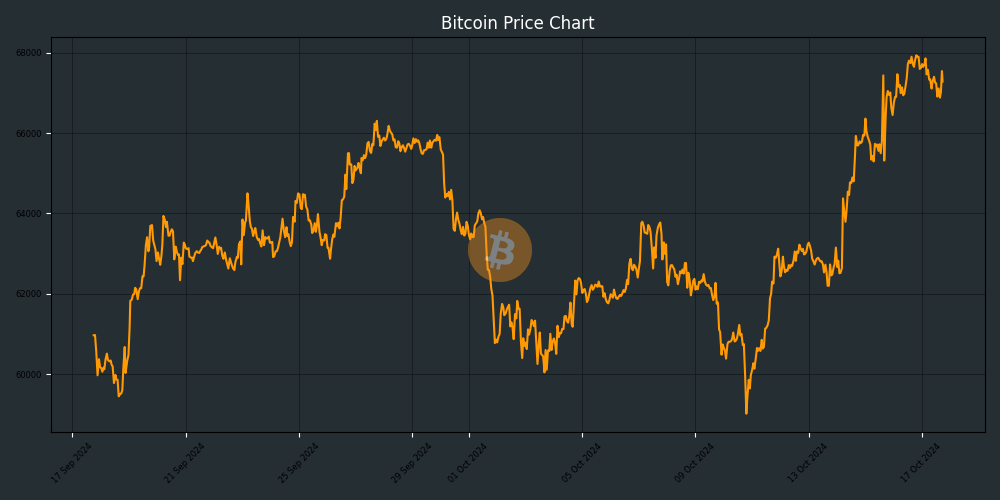 Bitcoin Price Chart
68000
66000
64000
62000
60000
17 Sep 2024
21 Sep 2024
25 Sep 2024
29 Sep 2024
01 Oct 2024
05 Oct 2024
09 Oct 2024
13 Oct 2024
17 Oct 2024